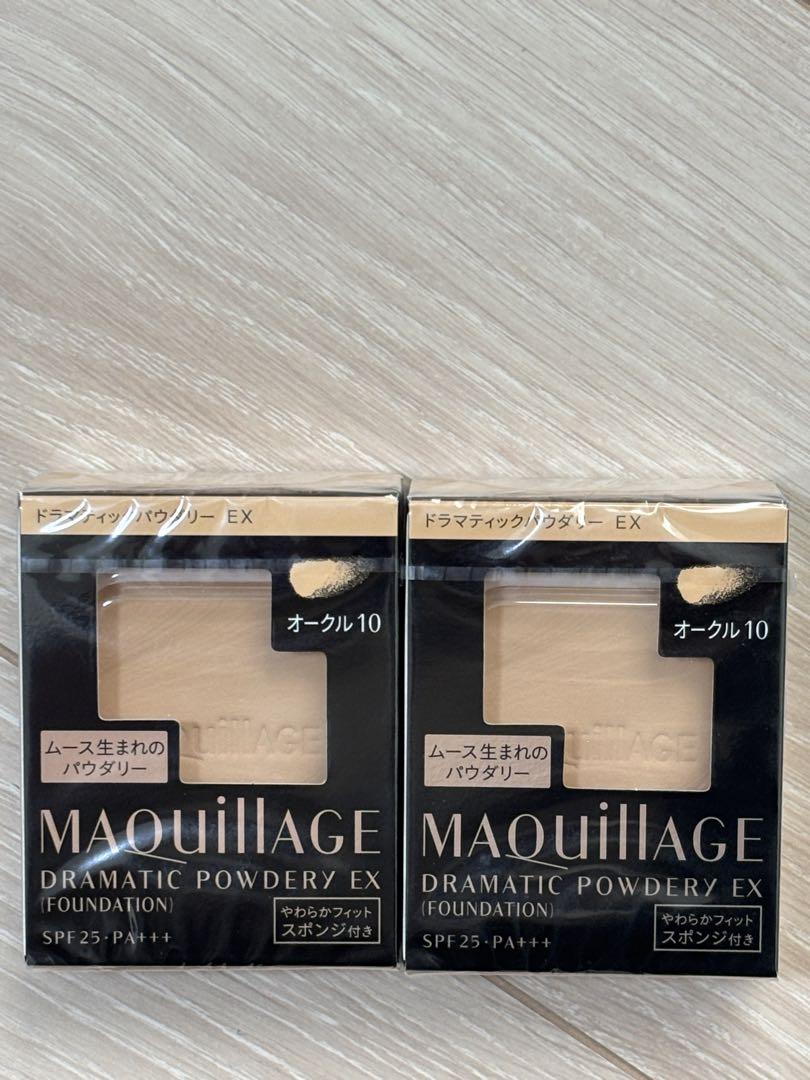 ドラマティックパウダリー EX
オークル10
ムース生まれの
パウダリー
QuillAGE
MAQuillAGE
DRAMATIC POWDERY EX
(FOUNDATION)
SPF25・PA+++
やわらかフィット
スポンジ付き
ドラマティックパウダリー EX
オークル10
ムース生まれの
パウダリー
uillAGE
MAQuillAGE
DRAMATIC POWDERY EX
(FOUNDATION)
SPF25・PA+++
やわらかフィット
スポンジ付き